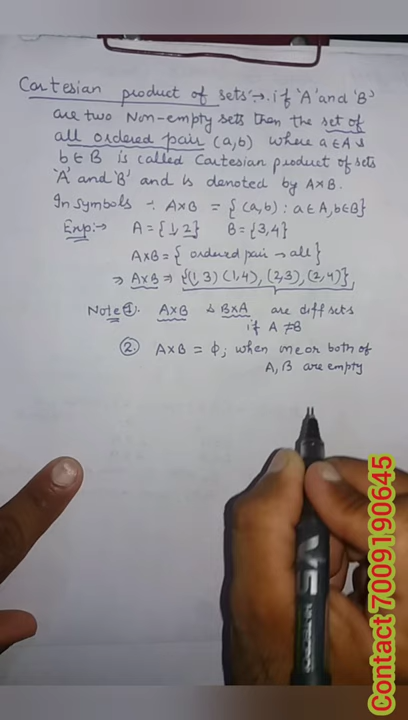 Cartesian product of sets :→ . if 'A' and 'B'
are two Non-empty sets then the set of
all ordered pair (a,b) where a∈A &
b∈B is called Cartesian product of sets
'A' and 'B' and is denoted by A×B.
In symbols :- A×B = {(a,b) : a∈A, b∈B}
Exp:→ A = {1,2} B = {3,4}
A×B = { ordered pair → all }
⇒ A×B ⇒ {(1,3) (1,4), (2,3), (2,4)},
Note ①. A×B & B×A are diff sets
if A ≠ B
②. A×B = ϕ; when one or both of
A, B are empty
Contact 7009190645